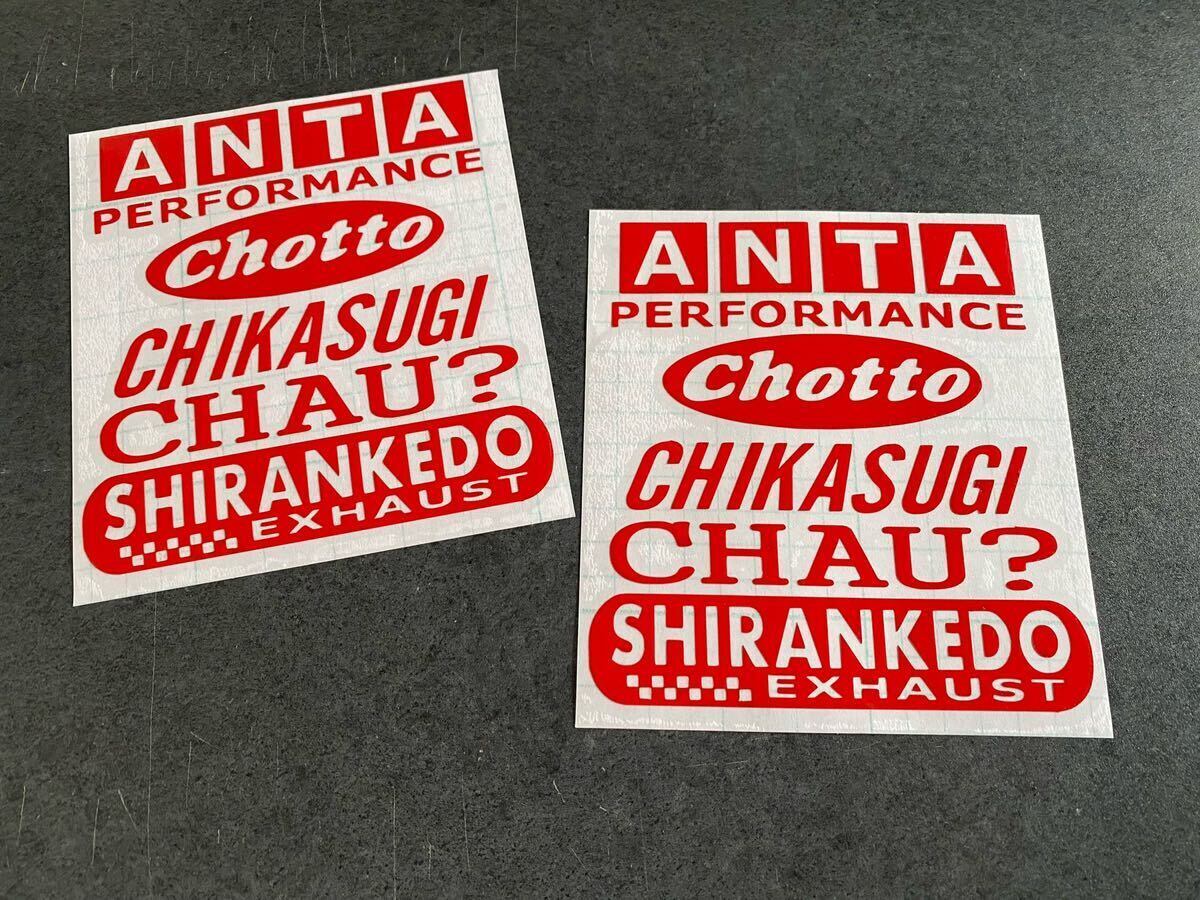 ANTA
PERFORMANCE
Chotto
CHIKASUGI
CHAU?
SHIRANKEDO
EXHAUST
ANTA
PERFORMANCE
Chotto
CHIKASUGI
CHAU?
SHIRANKEDO
EXHAUST